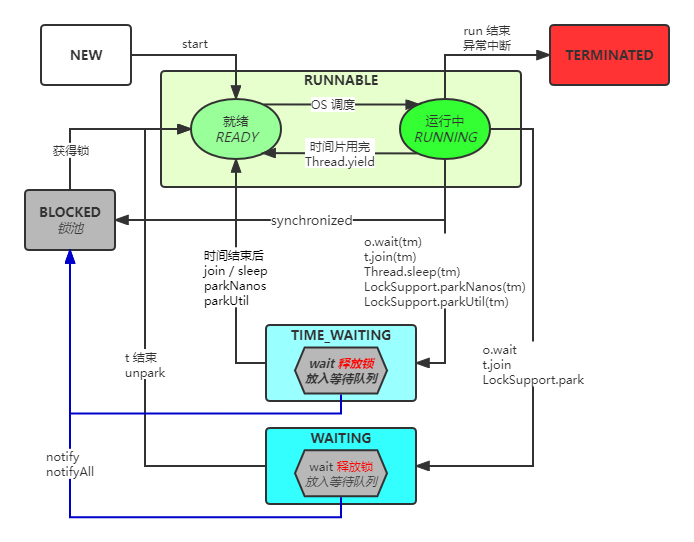 NEW
start
run 结束
异常中断
TERMINATED
RUNNABLE
就绪
READY
OS 调度
运行中
RUNNING
时间片用完
Thread.yield
获得锁
BLOCKED
锁池
synchronized
时间结束后
join / sleep
parkNanos
parkUtil
o.wait(tm)
t.join(tm)
Thread.sleep(tm)
LockSupport.parkNanos(tm)
LockSupport.parkUtil(tm)
TIME_WAITING
wait 释放锁
放入等待队列
t 结束
unpark
o.wait
t.join
LockSupport.park
WAITING
wait 释放锁
放入等待队列
notify
notifyAll